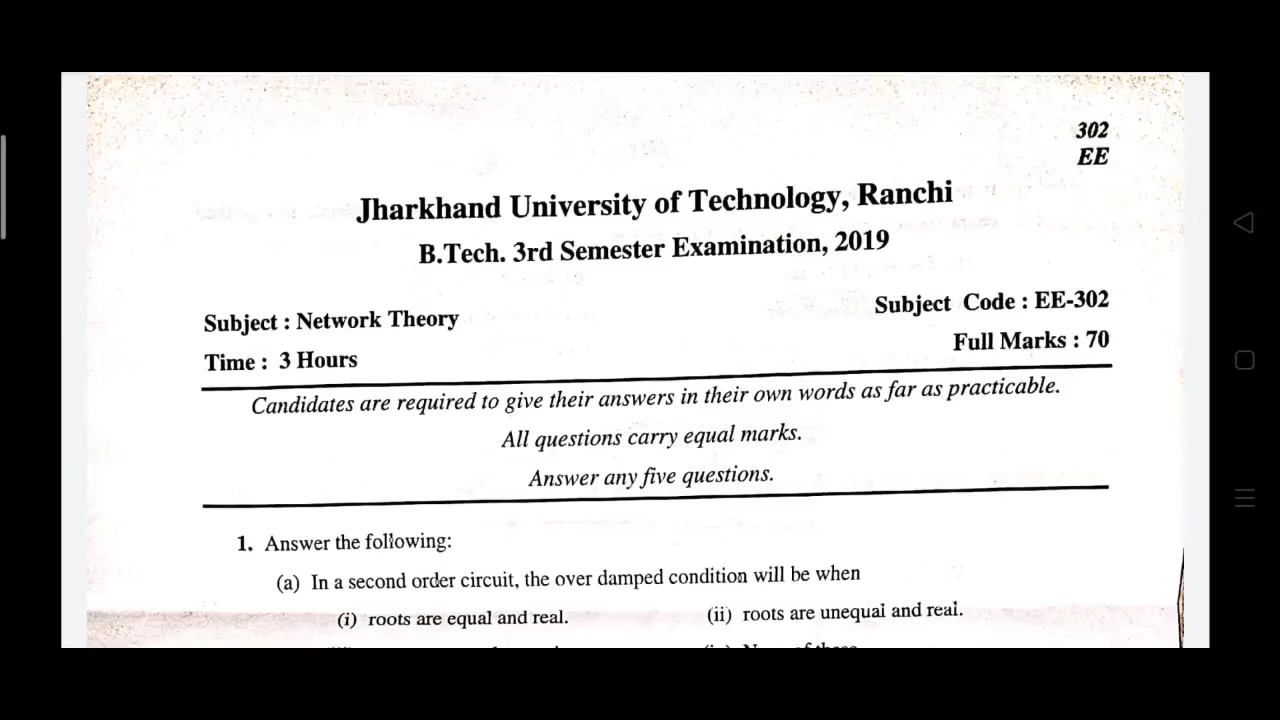 302
EE
Jharkhand University of Technology, Ranchi
B.Tech. 3rd Semester Examination, 2019
Subject : Network Theory
Subject Code : EE-302
Time : 3 Hours
Full Marks : 70
Candidates are required to give their answers in their own words as far as practicable.
All questions carry equal marks.
Answer any five questions.
1. Answer the following:
(a) In a second order circuit, the over damped condition will be when
(i) roots are equal and real.
(ii) roots are unequal and real.